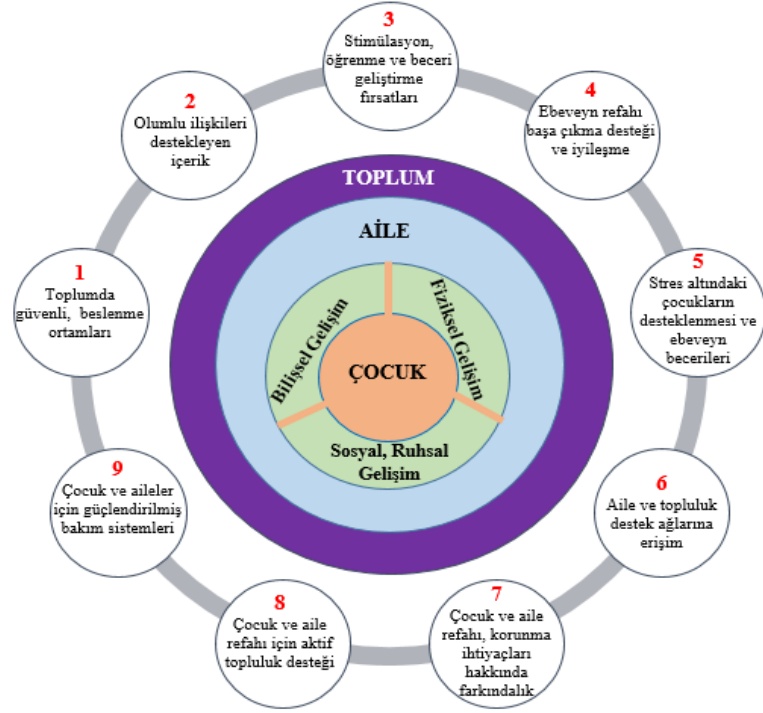 3
Stimülasyon,
öğrenme ve beceri
geliştirme
fırsatları
2
Olumlu ilişkileri
destekleyen
içerik
4
Ebeveyn refahı
başa çıkma desteği
ve iyileşme
TOPLUM
AİLE
1
Toplumda
güvenli, beslenme
ortamları
Bilişsel Gelişim
Fiziksel Gelişim
ÇOCUK
Sosyal, Ruhsal
Gelişim
5
Stres altındaki
çocukların
desteklenmesi ve
ebeveyn
becerileri
9
Çocuk ve aileler
için güçlendirilmiş
bakım sistemleri
6
Aile ve topluluk
destek ağlarına
erişim
8
Çocuk ve aile
refahı için aktif
topluluk desteği
7
Çocuk ve aile
refahı, korunma
ihtiyaçları
hakkında
farkındalık